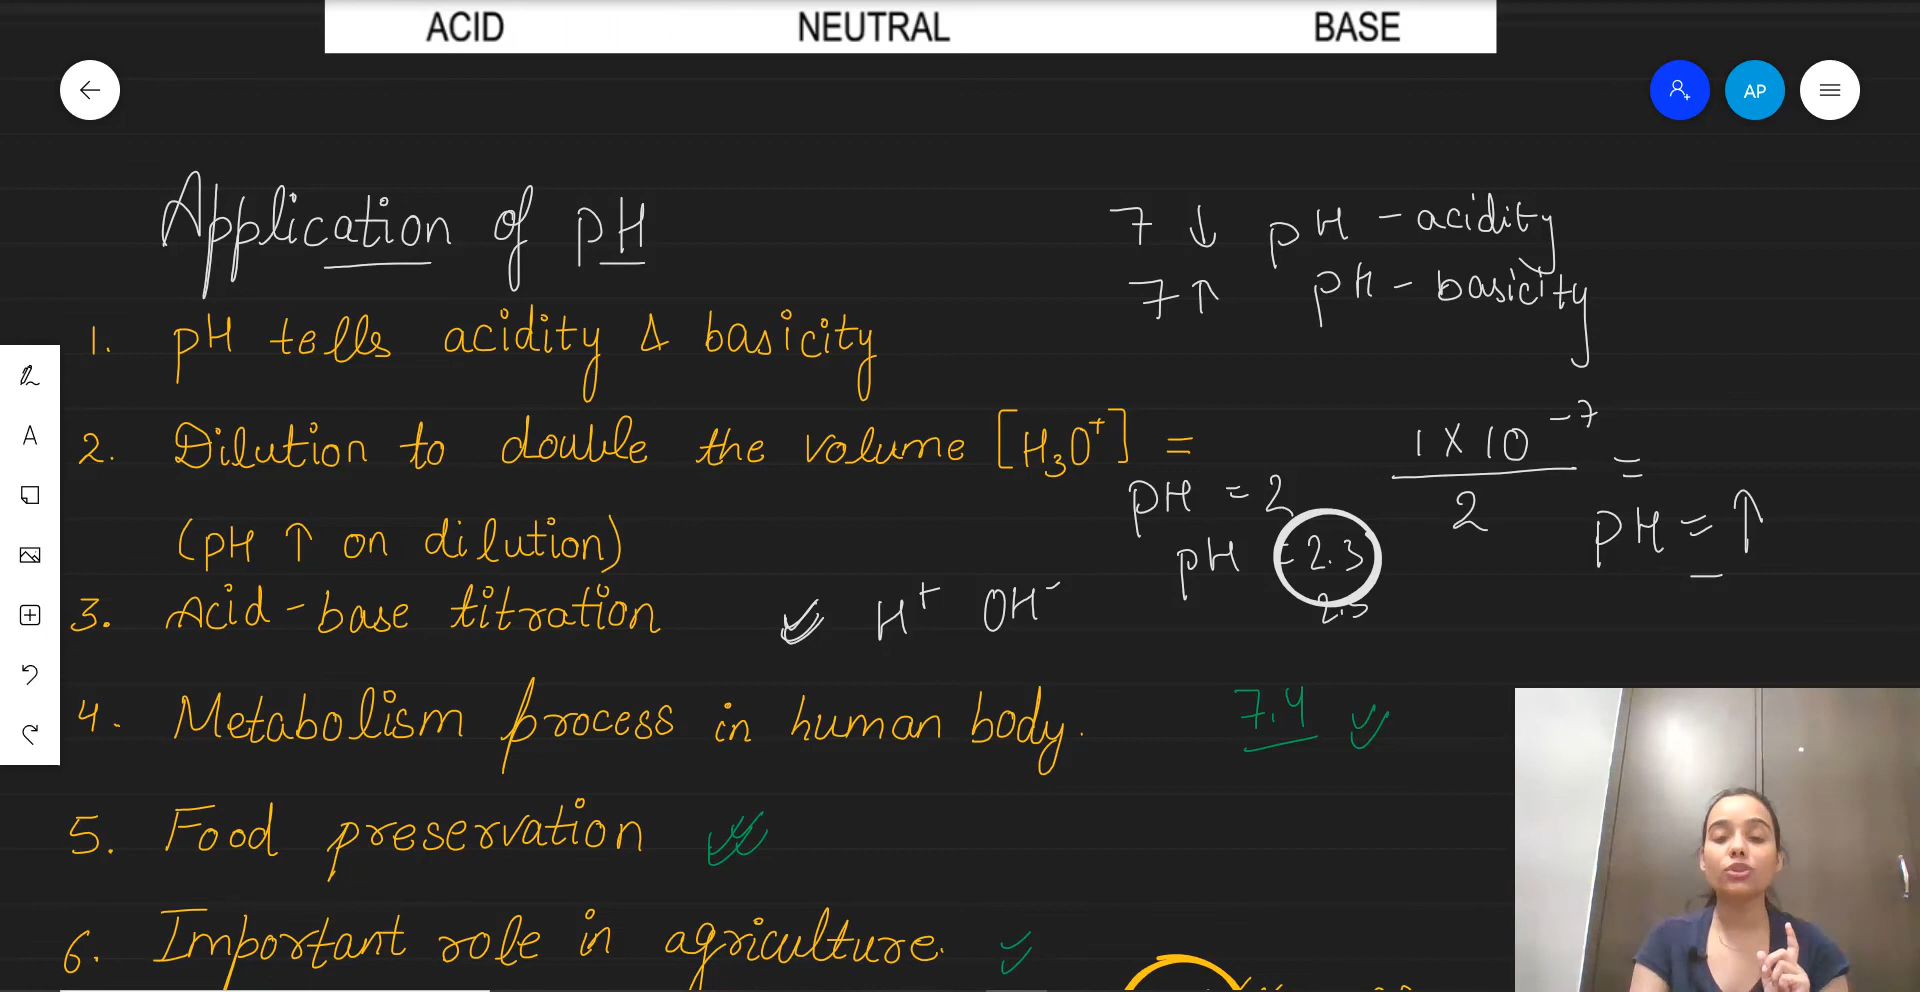 ACID NEUTRAL BASE
AP
Application of pH
7 ↓ pH - acidity
7 ↑ pH - basicity
1. pH tells acidity & basicity
2. Dilution to double the volume [H₃O⁺] =
1 × 10⁻⁷ / 2 =
pH = 2
(pH ↑ on dilution)
pH = 2.3
pH = ↑
2.3
3. Acid-base titration ✓ H⁺ OH⁻
4. Metabolism process in human body. 7.4 ✓
5. Food preservation ✓
6. Important role in agriculture. ✓